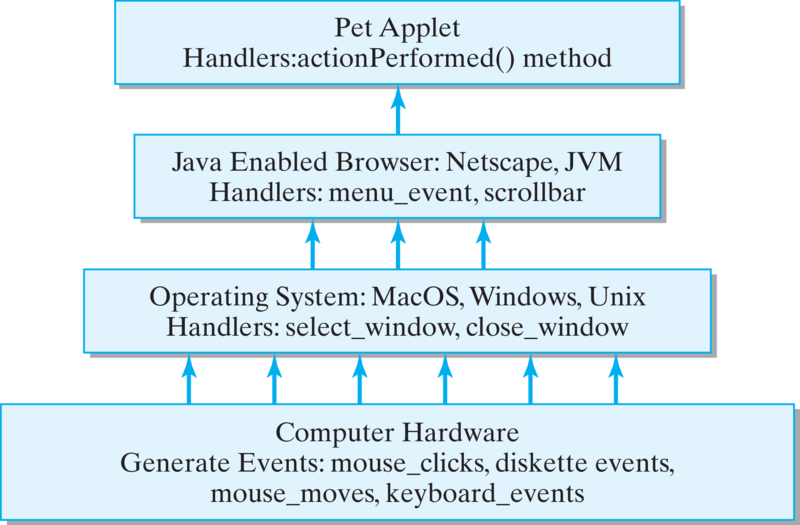 Pet Applet
Handlers:actionPerformed() method
Java Enabled Browser: Netscape, JVM
Handlers: menu_event, scrollbar
Operating System: MacOS, Windows, Unix
Handlers: select_window, close_window
Computer Hardware
Generate Events: mouse_clicks, diskette events,
mouse_moves, keyboard_events